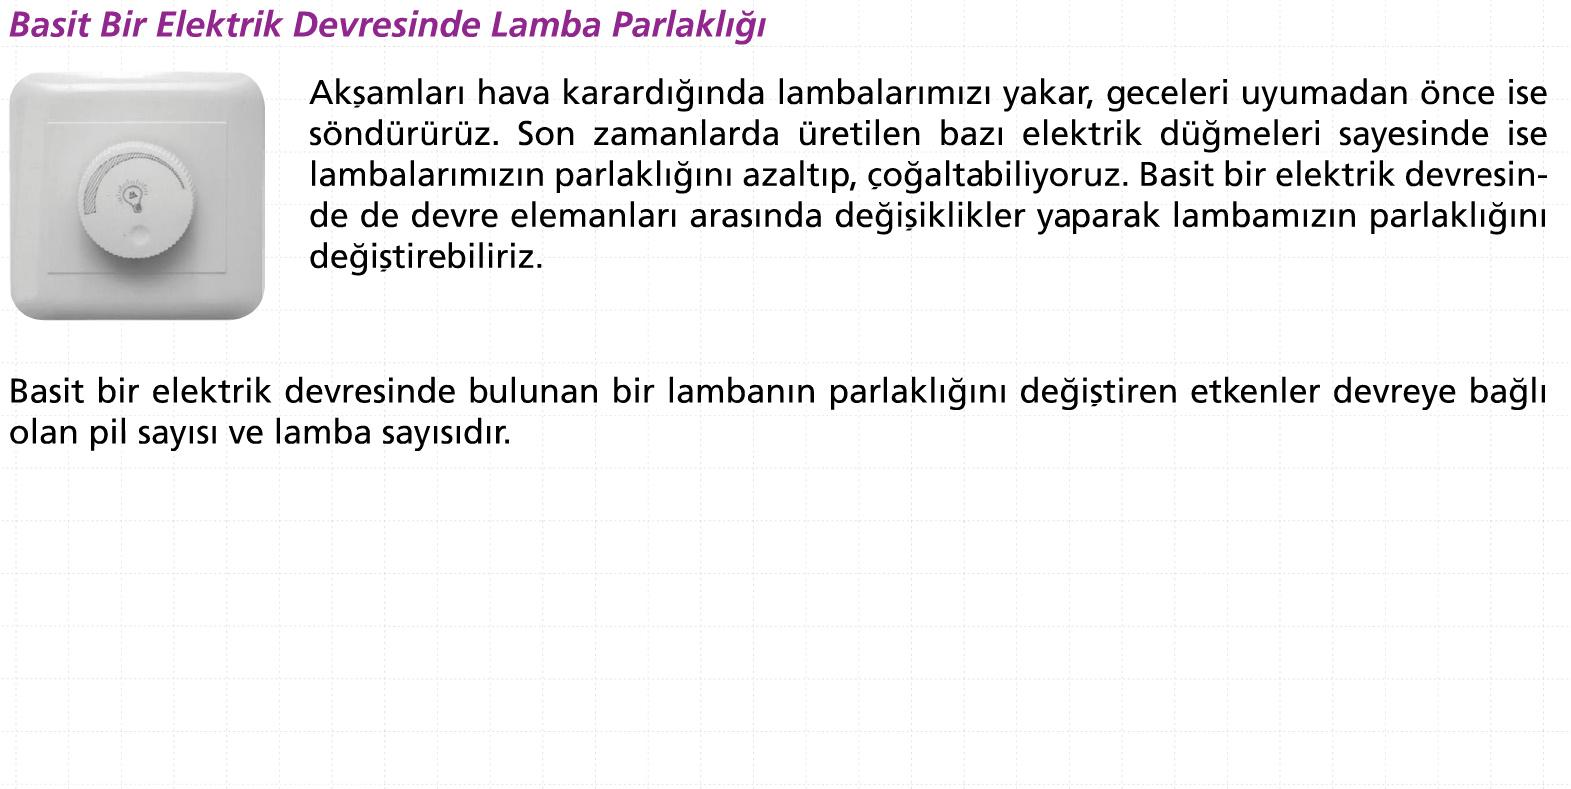 Basit Bir Elektrik Devresinde Lamba Parlaklığı
Akşamları hava karardığında lambalarımızı yakar, geceleri uyumadan önce ise
söndürürüz. Son zamanlarda üretilen bazı elektrik düğmeleri sayesinde ise
lambalarımızın parlaklığını azaltıp, çoğaltabiliyoruz. Basit bir elektrik devresin-
de de devre elemanları arasında değişiklikler yaparak lambamızın parlaklığını
değiştirebiliriz.
Basit bir elektrik devresinde bulunan bir lambanın parlaklığını değiştiren etkenler devreye bağlı
olan pil sayısı ve lamba sayısıdır.